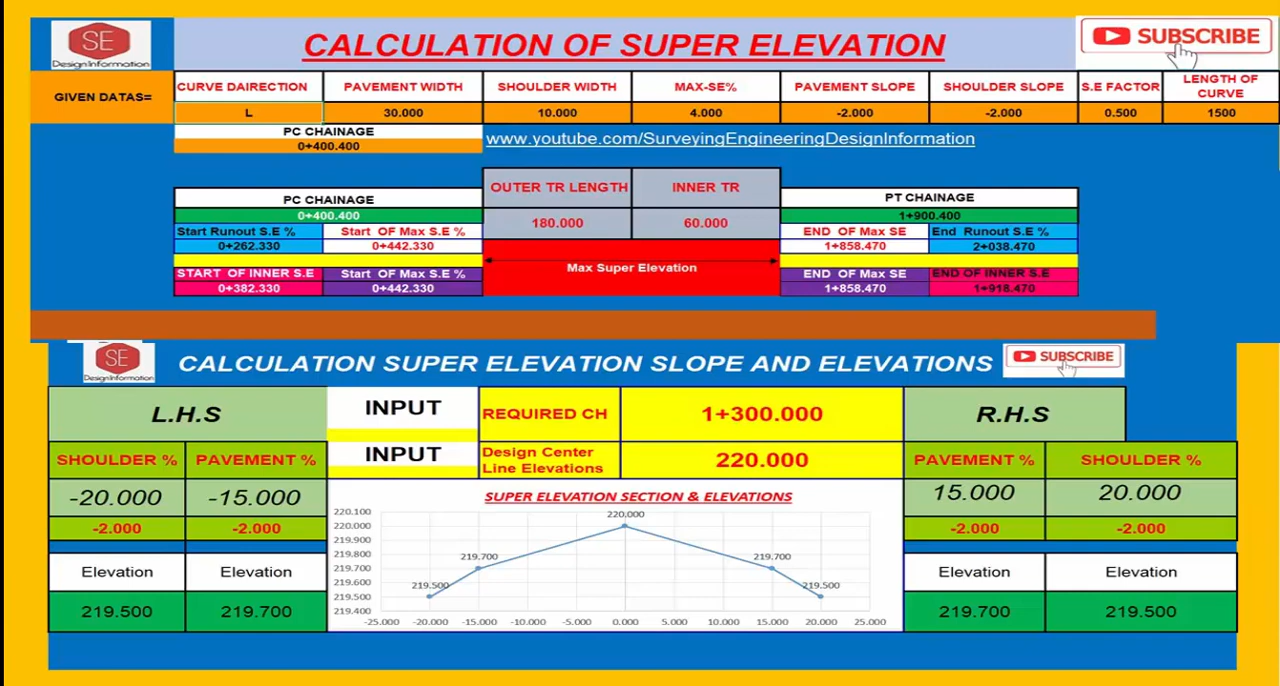 SE
DesignInformation
CALCULATION OF SUPER ELEVATION
SUBSCRIBE
GIVEN DATAS=
CURVE DAIRECTION PAVEMENT WIDTH SHOULDER WIDTH MAX-SE% PAVEMENT SLOPE SHOULDER SLOPE S.E FACTOR LENGTH OF CURVE
L 30.000 10.000 4.000 -2.000 -2.000 0.500 1500
PC CHAINAGE
0+400.400
www.youtube.com/SurveyingEngineeringDesignInformation
OUTER TR LENGTH INNER TR
180.000 60.000
PC CHAINAGE PT CHAINAGE
0+400.400 1+900.400
Start Runout S.E % Start OF Max S.E % END OF Max SE End Runout S.E %
0+262.330 0+442.330 1+858.470 2+038.470
Max Super Elevation
START OF INNER S.E Start OF Max S.E % END OF Max SE END OF INNER S.E
0+382.330 0+442.330 1+858.470 1+918.470
SE
DesignInformation
CALCULATION SUPER ELEVATION SLOPE AND ELEVATIONS
SUBSCRIBE
L.H.S INPUT REQUIRED CH 1+300.000 R.H.S
SHOULDER % PAVEMENT % INPUT Design Center Line Elevations 220.000 PAVEMENT % SHOULDER %
-20.000 -15.000 15.000 20.000
-2.000 -2.000 -2.000 -2.000
Elevation Elevation Elevation Elevation
219.500 219.700 219.700 219.500
SUPER ELEVATION SECTION & ELEVATIONS
220.100
220.000
219.900
219.800
219.700
219.600
219.500
219.400
220.000
219.700 219.700
219.500 219.500
-25.000 -20.000 -15.000 -10.000 -5.000 0.000 5.000 10.000 15.000 20.000 25.000